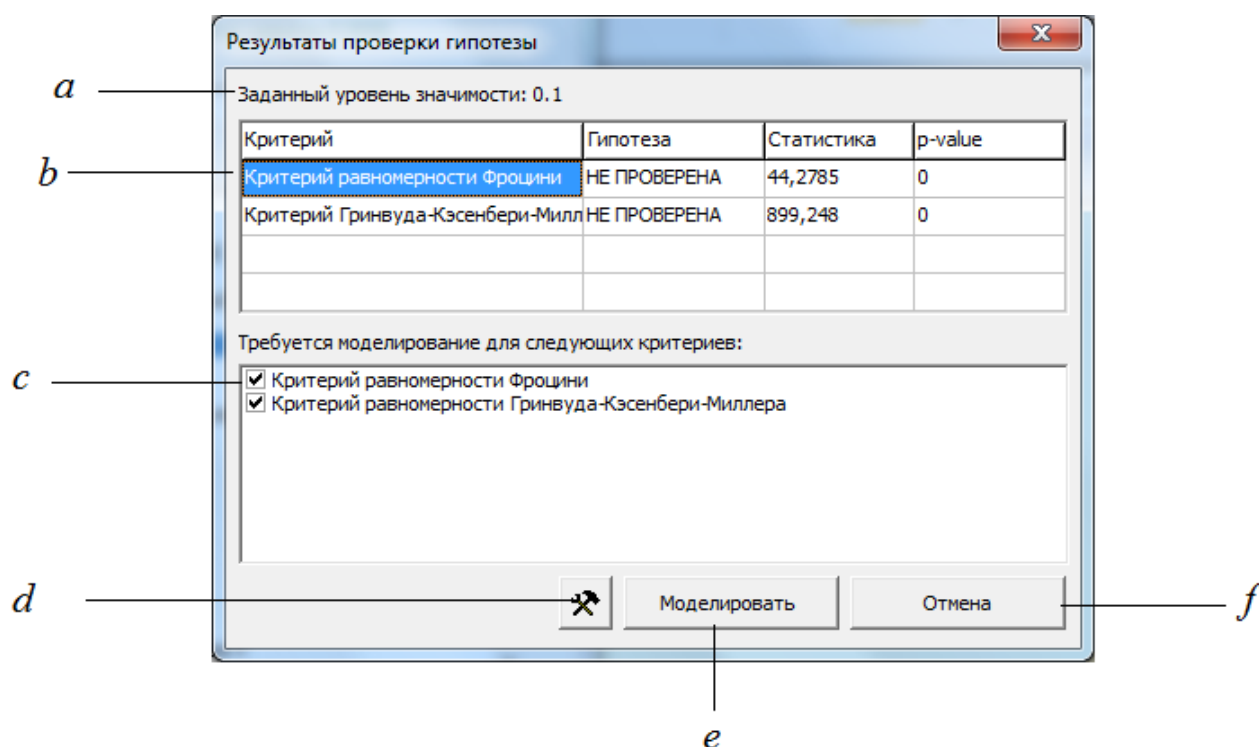 Результаты проверки гипотезы
a
Заданный уровень значимости: 0.1
Критерий Гипотеза Статистика p-value
b
Критерий равномерности Фроцини НЕ ПРОВЕРЕНА 44,2785 0
Критерий Гринвуда-Кэсенбери-Милл НЕ ПРОВЕРЕНА 899,248 0
Требуется моделирование для следующих критериев:
c
Критерий равномерности Фроцини
Критерий равномерности Гринвуда-Кэсенбери-Миллера
d
Моделировать Отмена
f
e